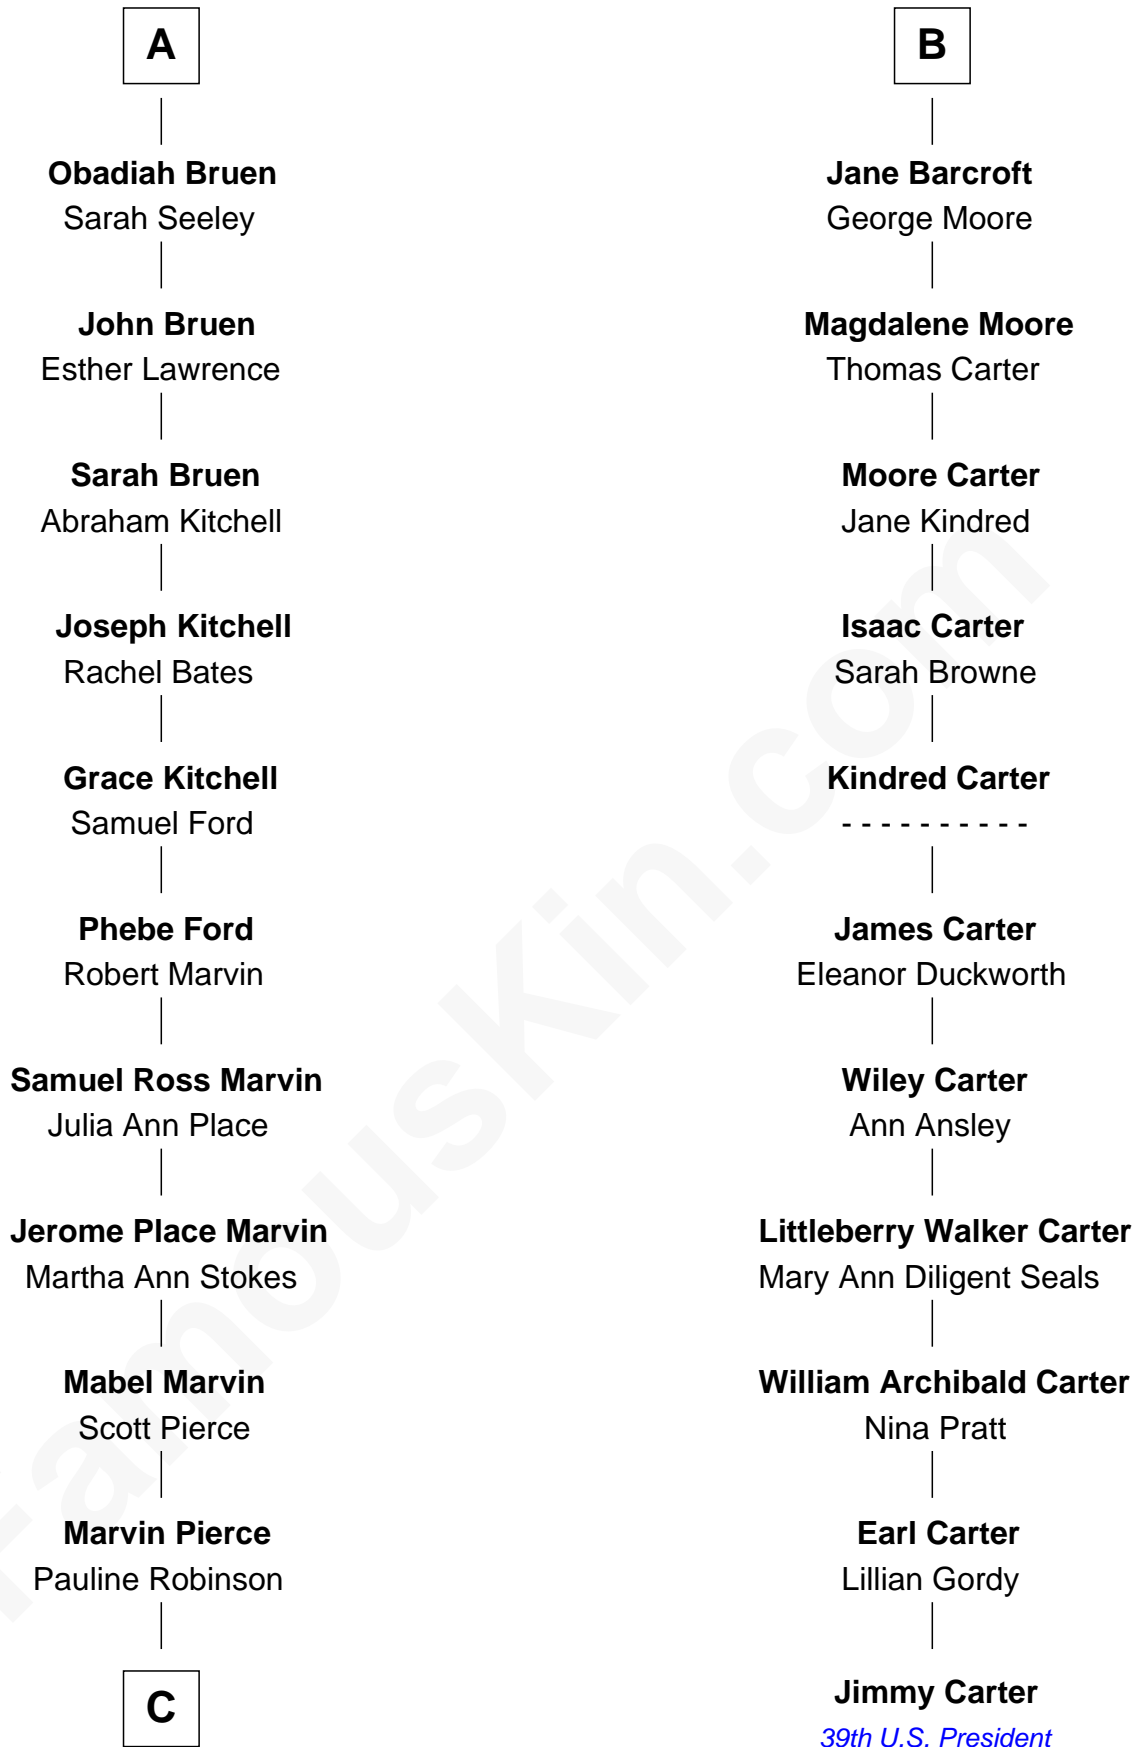 A
Obadiah Bruen
Sarah Seeley
John Bruen
Esther Lawrence
Sarah Bruen
Abraham Kitchell
Joseph Kitchell
Rachel Bates
Grace Kitchell
Samuel Ford
Phebe Ford
Robert Marvin
Samuel Ross Marvin
Julia Ann Place
Jerome Place Marvin
Martha Ann Stokes
Mabel Marvin
Scott Pierce
Marvin Pierce
Pauline Robinson
C
B
Jane Barcroft
George Moore
Magdalene Moore
Thomas Carter
Moore Carter
Jane Kindred
Isaac Carter
Sarah Browne
Kindred Carter
- - - - - - - - - -
James Carter
Eleanor Duckworth
Wiley Carter
Ann Ansley
Littleberry Walker Carter
Mary Ann Diligent Seals
William Archibald Carter
Nina Pratt
Earl Carter
Lillian Gordy
Jimmy Carter
39th U.S. President
FamousKin.com